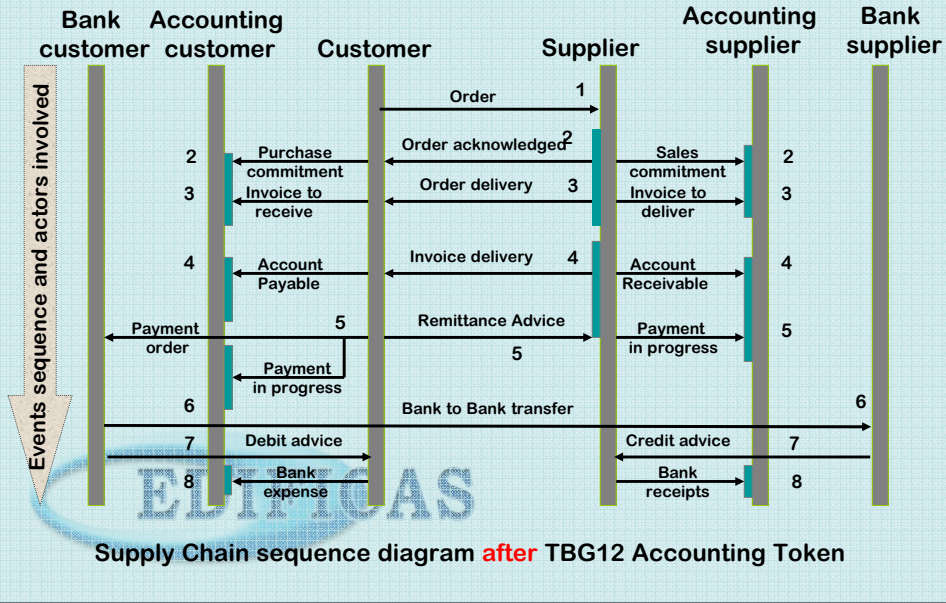 Bank customer
Accounting customer
Customer
Supplier
Accounting supplier
Bank supplier
Events sequence and actors involved
Order
1
2
Purchase commitment
Order acknowledged
2
Sales commitment
2
3
Invoice to receive
Order delivery
3
Invoice to deliver
3
4
Account Payable
Invoice delivery
4
Account Receivable
4
Payment order
5
Remittance Advice
5
Payment in progress
5
Payment in progress
6
Bank to Bank transfer
6
7
Debit advice
Credit advice
7
8
Bank expense
Bank receipts
8
EDIFICAS
Supply Chain sequence diagram after TBG12 Accounting Token